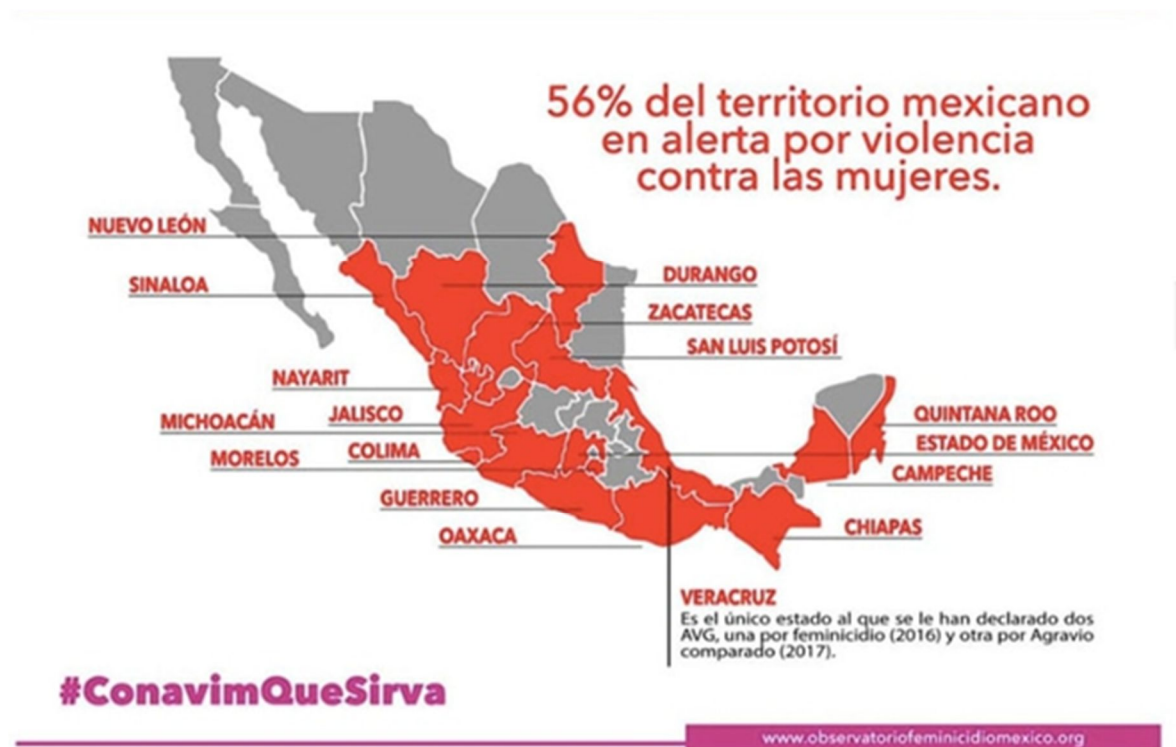 56% del territorio mexicano
en alerta por violencia
contra las mujeres.
NUEVO LEÓN
SINALOA
DURANGO
ZACATECAS
SAN LUIS POTOSÍ
NAYARIT
JALISCO
MICHOACÁN
COLIMA
MORELOS
GUERRERO
OAXACA
QUINTANA ROO
ESTADO DE MÉXICO
CAMPECHE
CHIAPAS
VERACRUZ
Es el único estado al que se le han declarado dos
AVG, una por feminicidio (2016) y otra por Agravio
comparado (2017).
#ConavimQueSirva
www.observatoriofeminicidiomexico.org